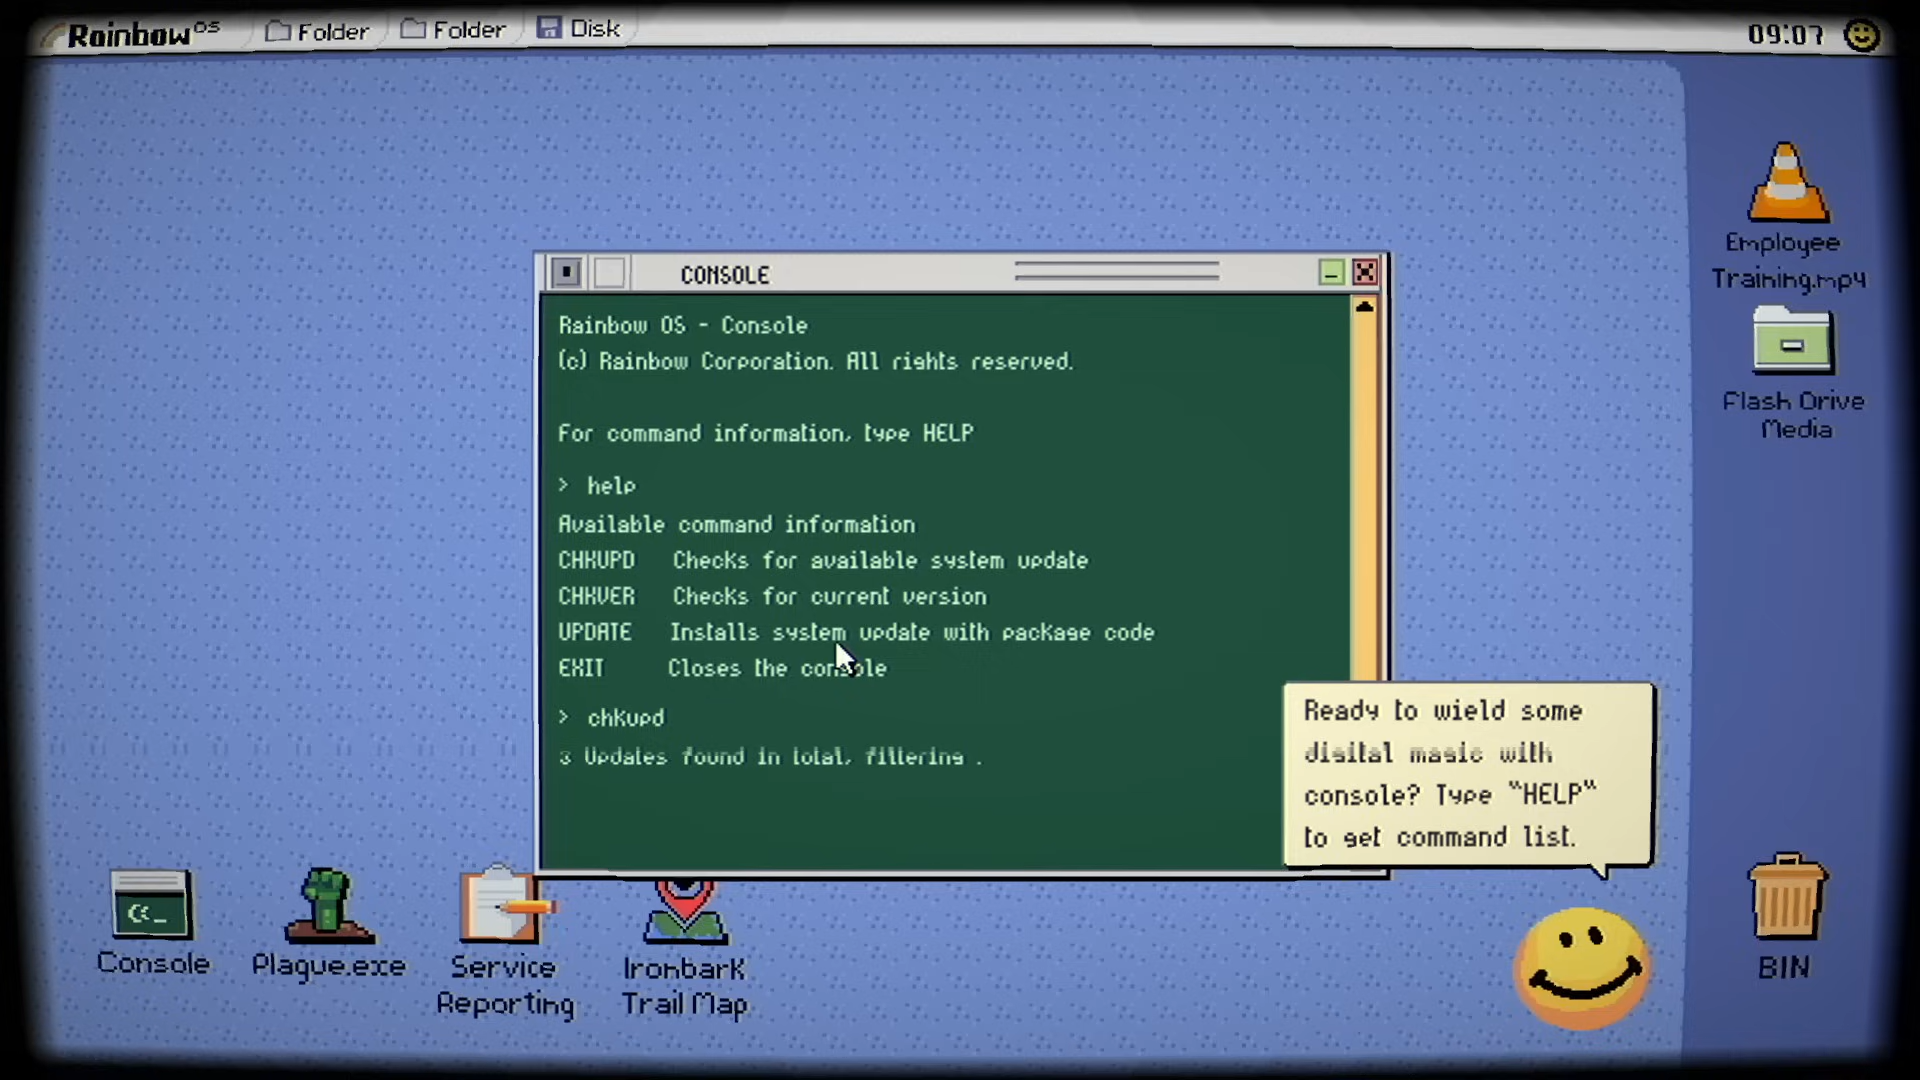 Rainbow OS
Folder
Folder
Disk
09:07
Employee
Training.mp4
Flash Drive
Media
CONSOLE
Rainbow OS - Console
(c) Rainbow Corporation. All rights reserved.
For command information, type HELP
> help
Available command information
CHKUPD Checks for available system update
CHKVER Checks for current version
UPDATE Installs system update with package code
EXIT Closes the console
> chkupd
3 Updates found in total, filtering .
Ready to wield some
digital magic with
console? Type "HELP"
to get command list.
Console
Plague.exe
Service
Reporting
Ironbark
Trail Map
BIN